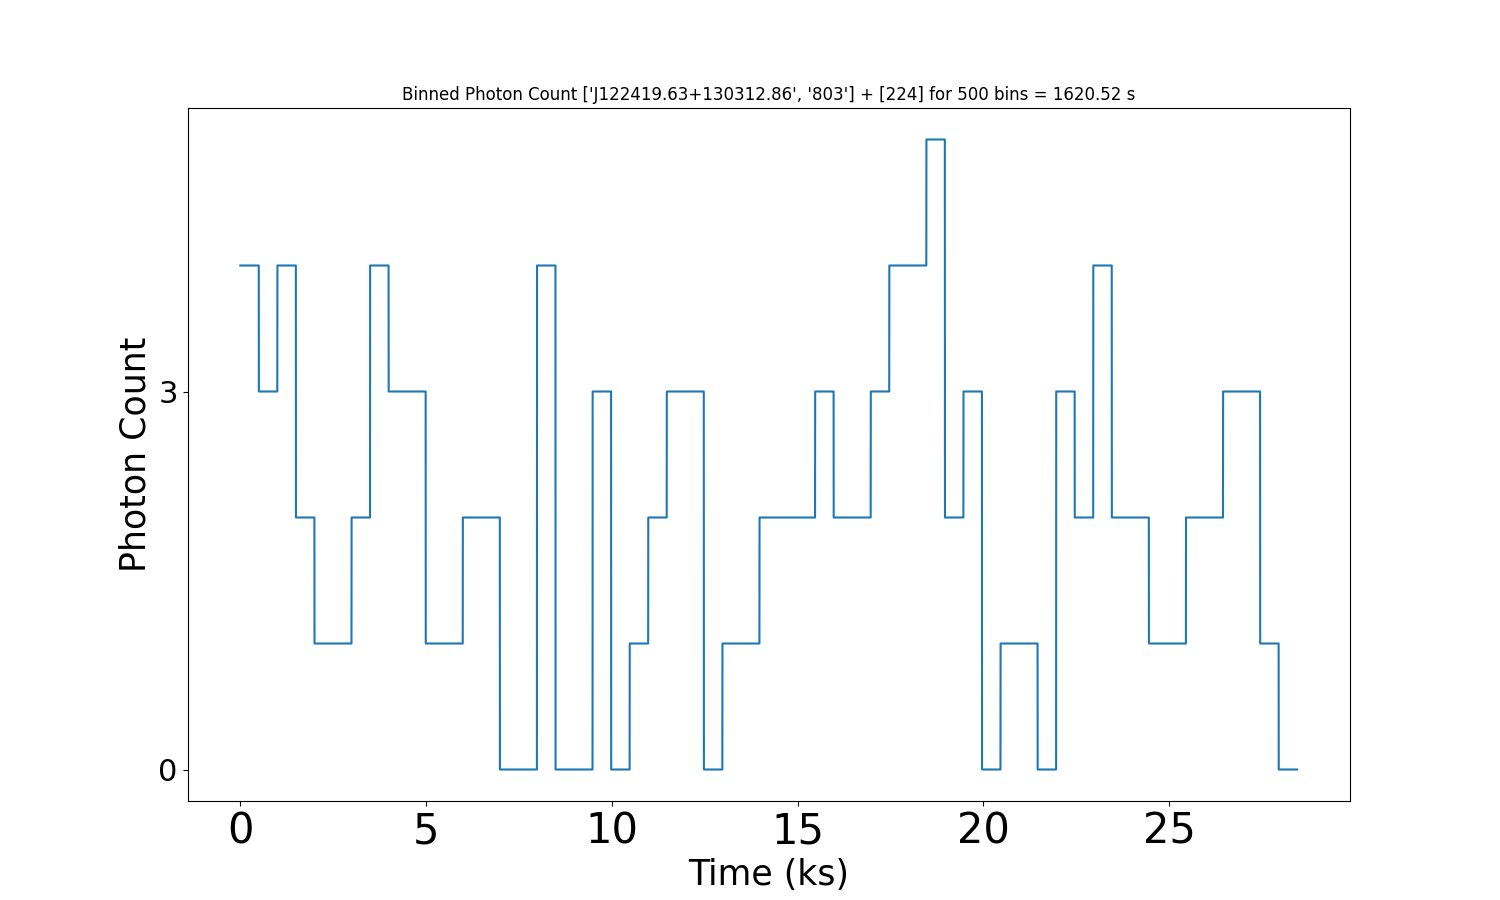 Binned Photon Count ['J122419.63+130312.86', '803'] + [224] for 500 bins = 1620.52 s
Photon Count
3
0
0 5 10 15 20 25
Time (ks)